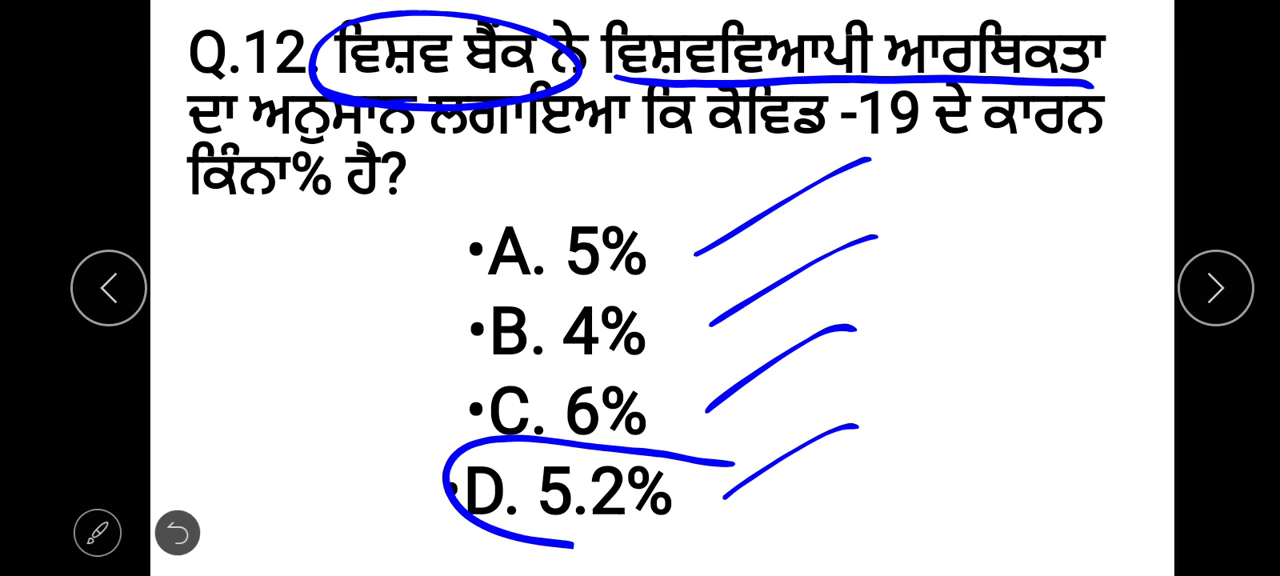 Q.12. ਵਿਸ਼ਵ ਬੈਂਕ ਨੇ ਵਿਸ਼ਵਵਿਆਪੀ ਆਰਥਿਕਤਾ
ਦਾ ਅਨੁਮਾਨ ਲਗਾਇਆ ਕਿ ਕੋਵਿਡ -19 ਦੇ ਕਾਰਨ
ਕਿੰਨਾ% ਹੈ?
•A. 5%
•B. 4%
•C. 6%
•D. 5.2%